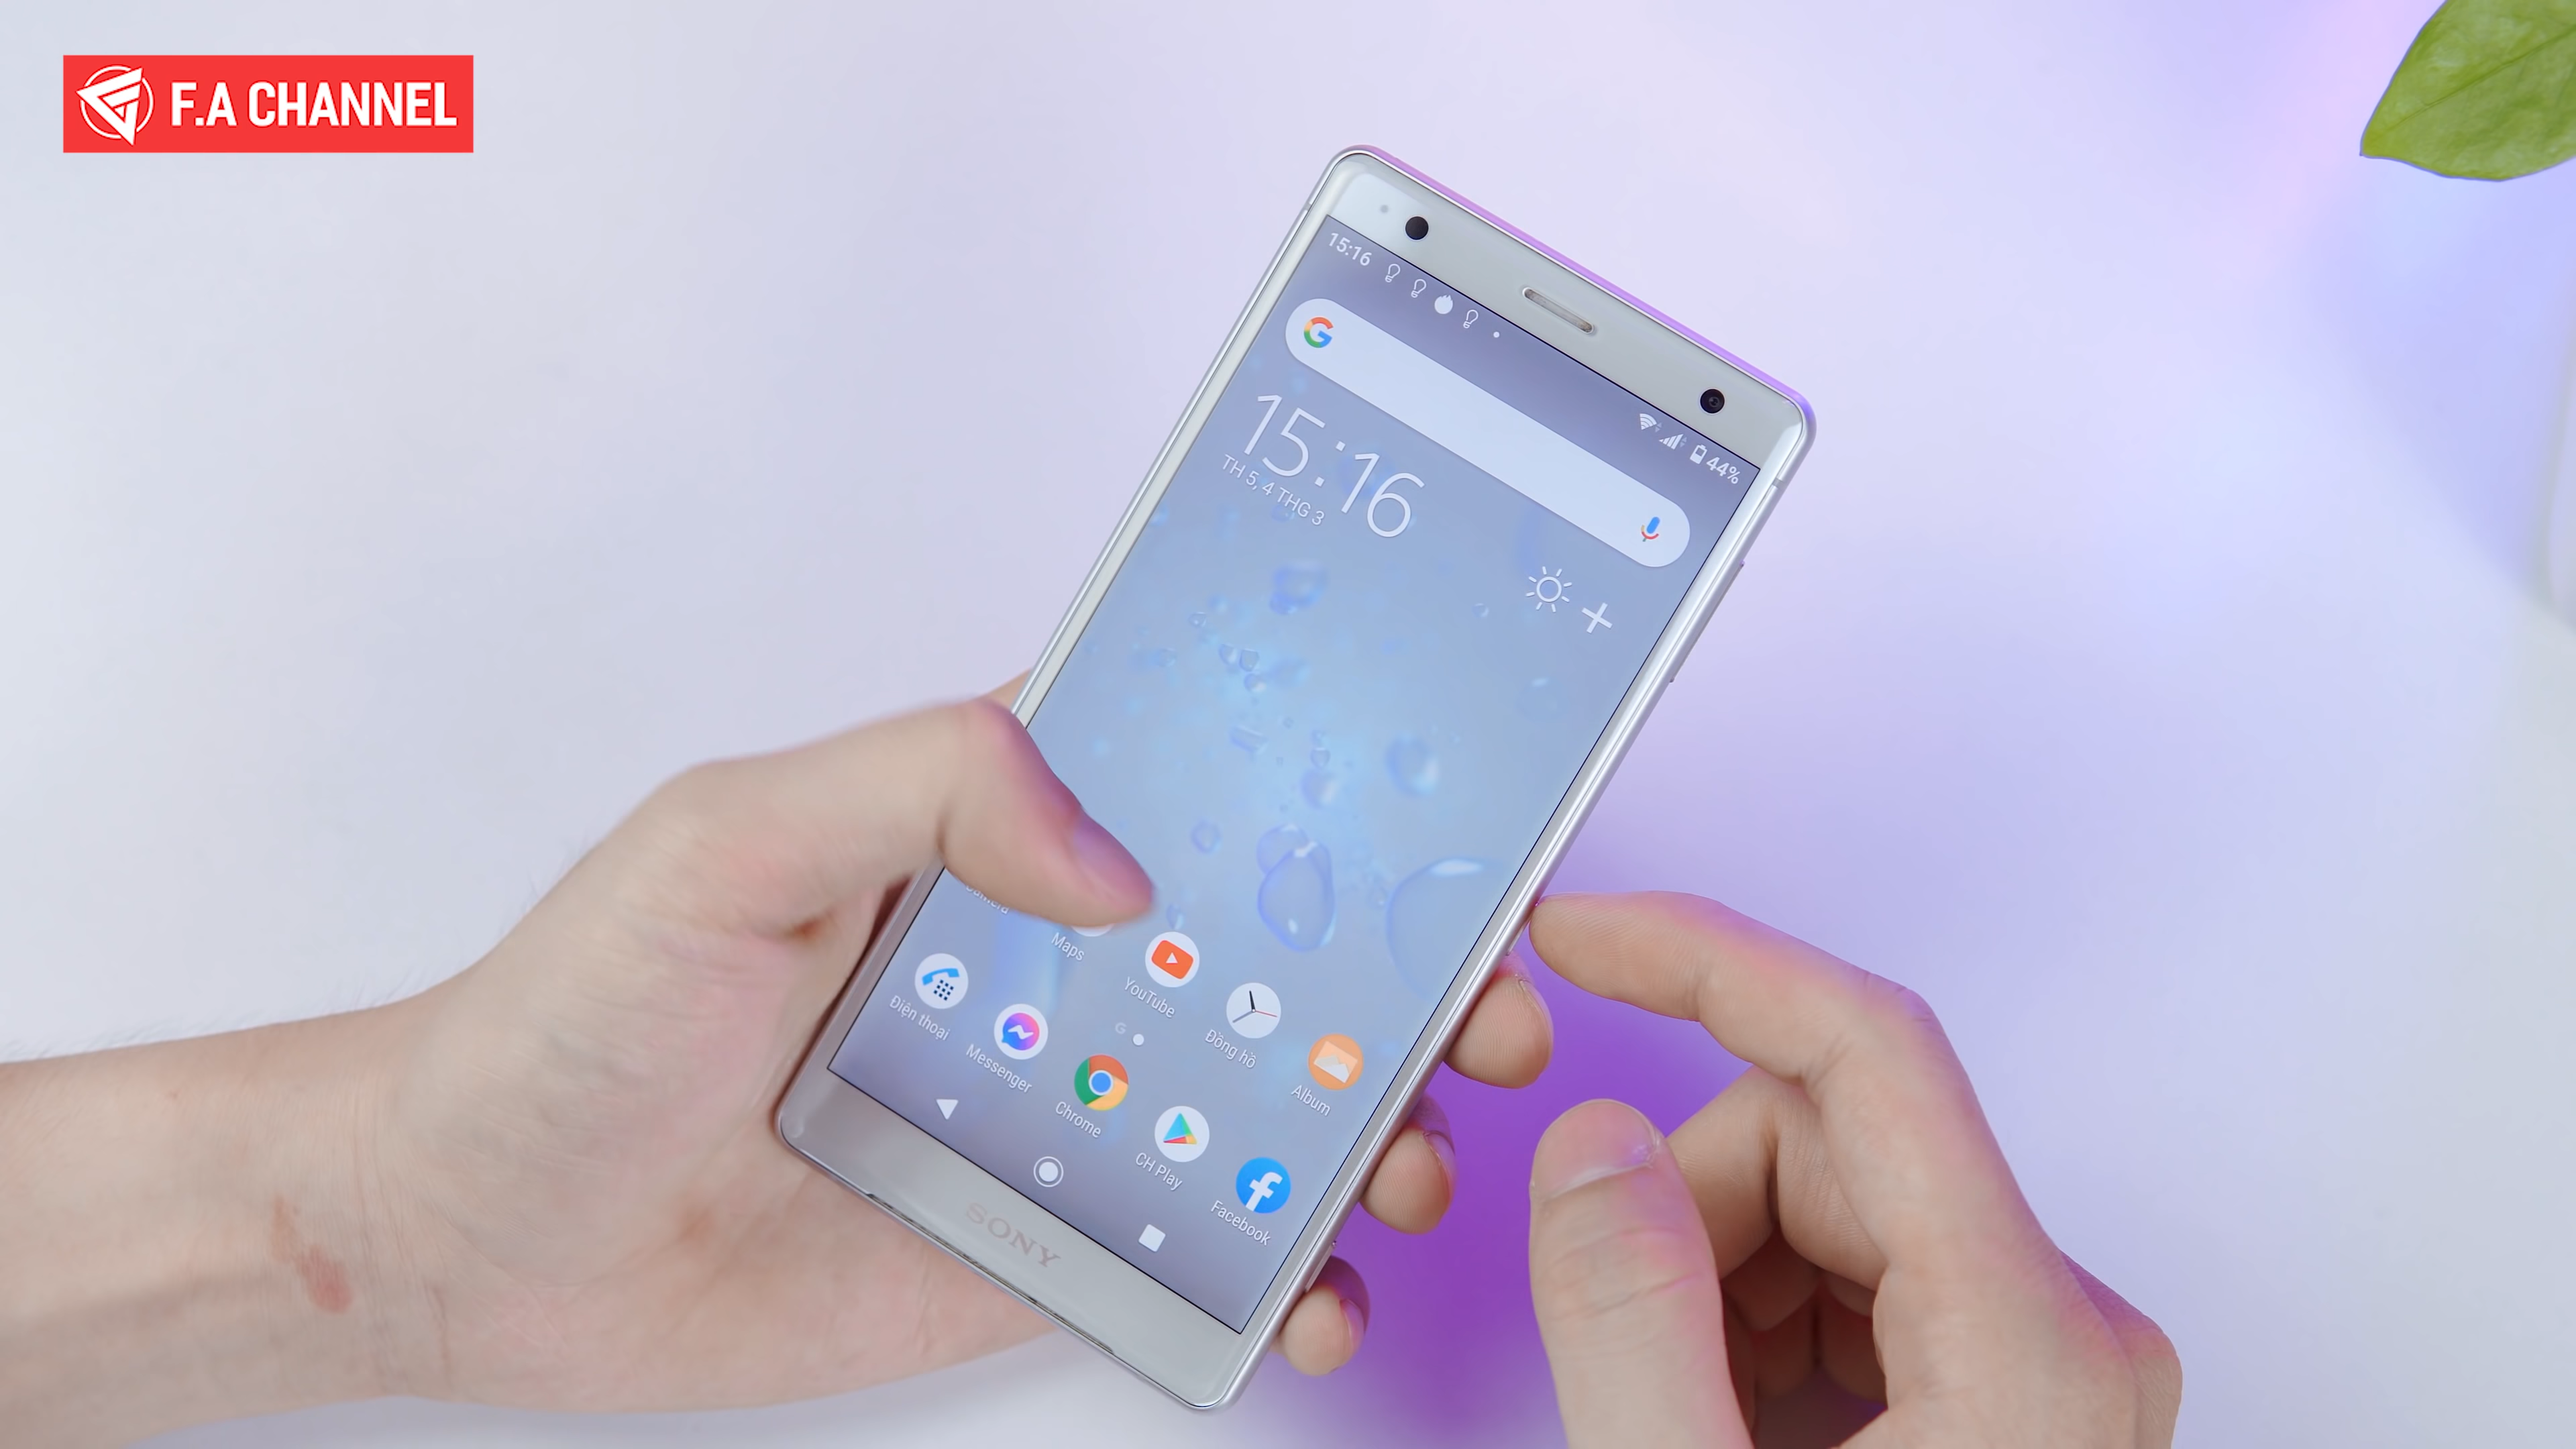 F.A CHANNEL
15:16
44%
15:16
TH 5, 4 THG 3
Camera
Maps
YouTube
Đồng hồ
Album
Điện thoại
Messenger
Chrome
CH Play
Facebook
SONY